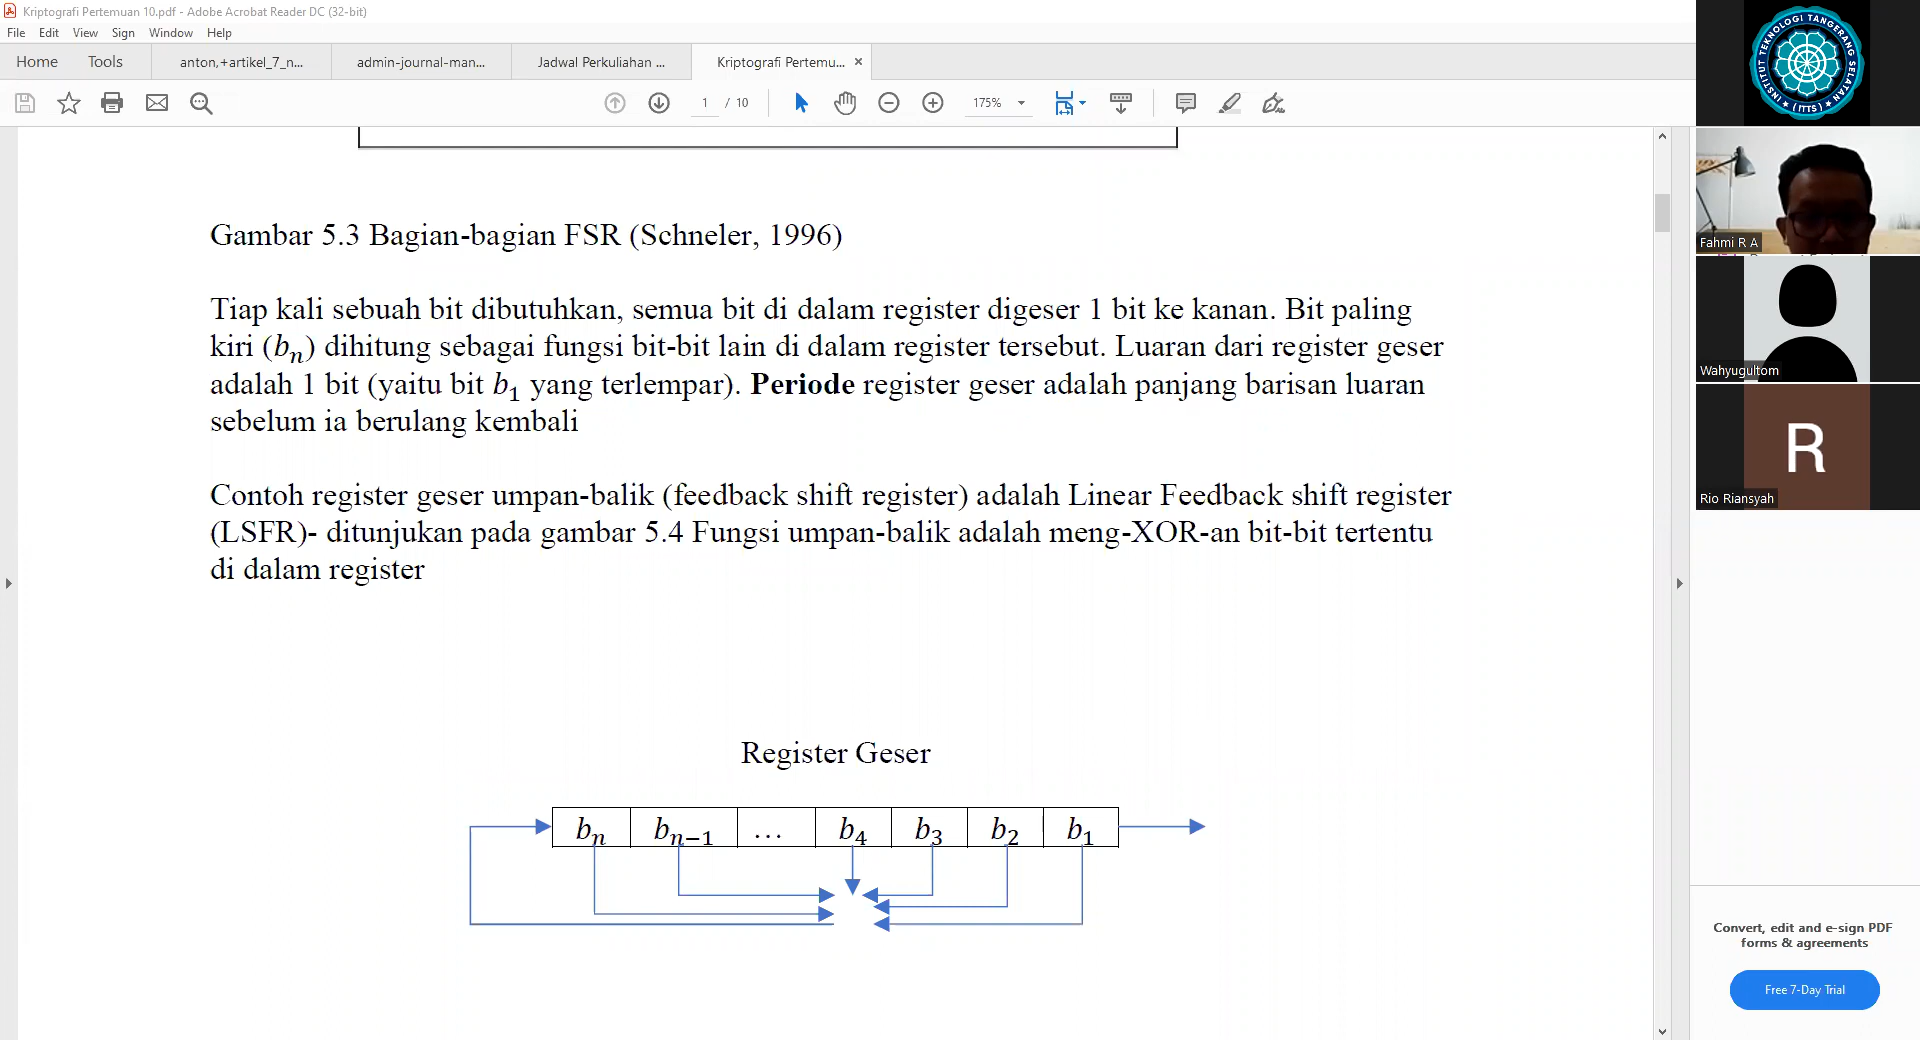 Kriptografi Pertemuan 10.pdf - Adobe Acrobat Reader DC (32-bit)
File Edit View Sign Window Help
Home Tools anton,+artikel_7_n... admin-journal-man... Jadwal Perkuliahan ... Kriptografi Pertemu... ×
1 / 10 175%
Gambar 5.3 Bagian-bagian FSR (Schneler, 1996)
Tiap kali sebuah bit dibutuhkan, semua bit di dalam register digeser 1 bit ke kanan. Bit paling
kiri (bₙ) dihitung sebagai fungsi bit-bit lain di dalam register tersebut. Luaran dari register geser
adalah 1 bit (yaitu bit b₁ yang terlempar). Periode register geser adalah panjang barisan luaran
sebelum ia berulang kembali
Contoh register geser umpan-balik (feedback shift register) adalah Linear Feedback shift register
(LSFR)- ditunjukan pada gambar 5.4 Fungsi umpan-balik adalah meng-XOR-an bit-bit tertentu
di dalam register
Register Geser
bₙ bₙ₋₁ … b₄ b₃ b₂ b₁
INSTITUT TEKNOLOGI TANGERANG SELATAN
(ITTS)
Fahmi R A
Wahyugultom
R
Rio Riansyah
Convert, edit and e-sign PDF
forms & agreements
Free 7-Day Trial